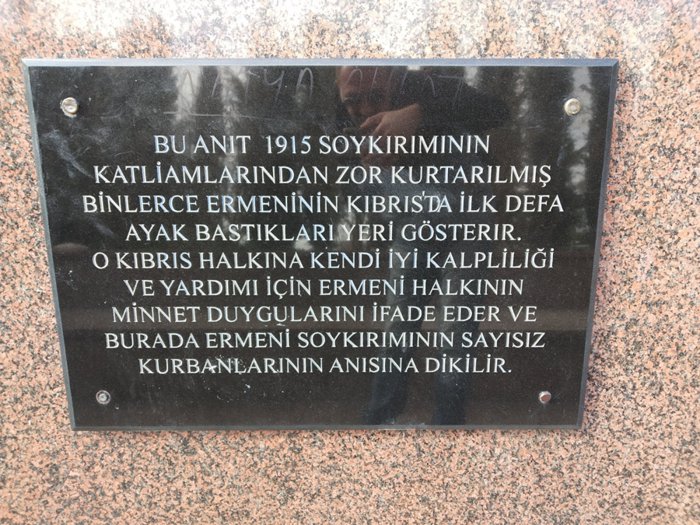 BU ANIT 1915 SOYKIRIMININ
KATLİAMLARINDAN ZOR KURTARILMIŞ
BİNLERCE ERMENİNİN KIBRIS'TA İLK DEFA
AYAK BASTIKLARI YERİ GÖSTERIR.
O KIBRIS HALKINA KENDİ İYİ KALPLİLİĞİ
VE YARDIMI İÇİN ERMENİ HALKININ
MİNNET DUYGULARINI İFADE EDER VE
BURADA ERMENİ SOYKIRIMININ SAYISIZ
KURBANLARININ ANISINA DİKİLİR.